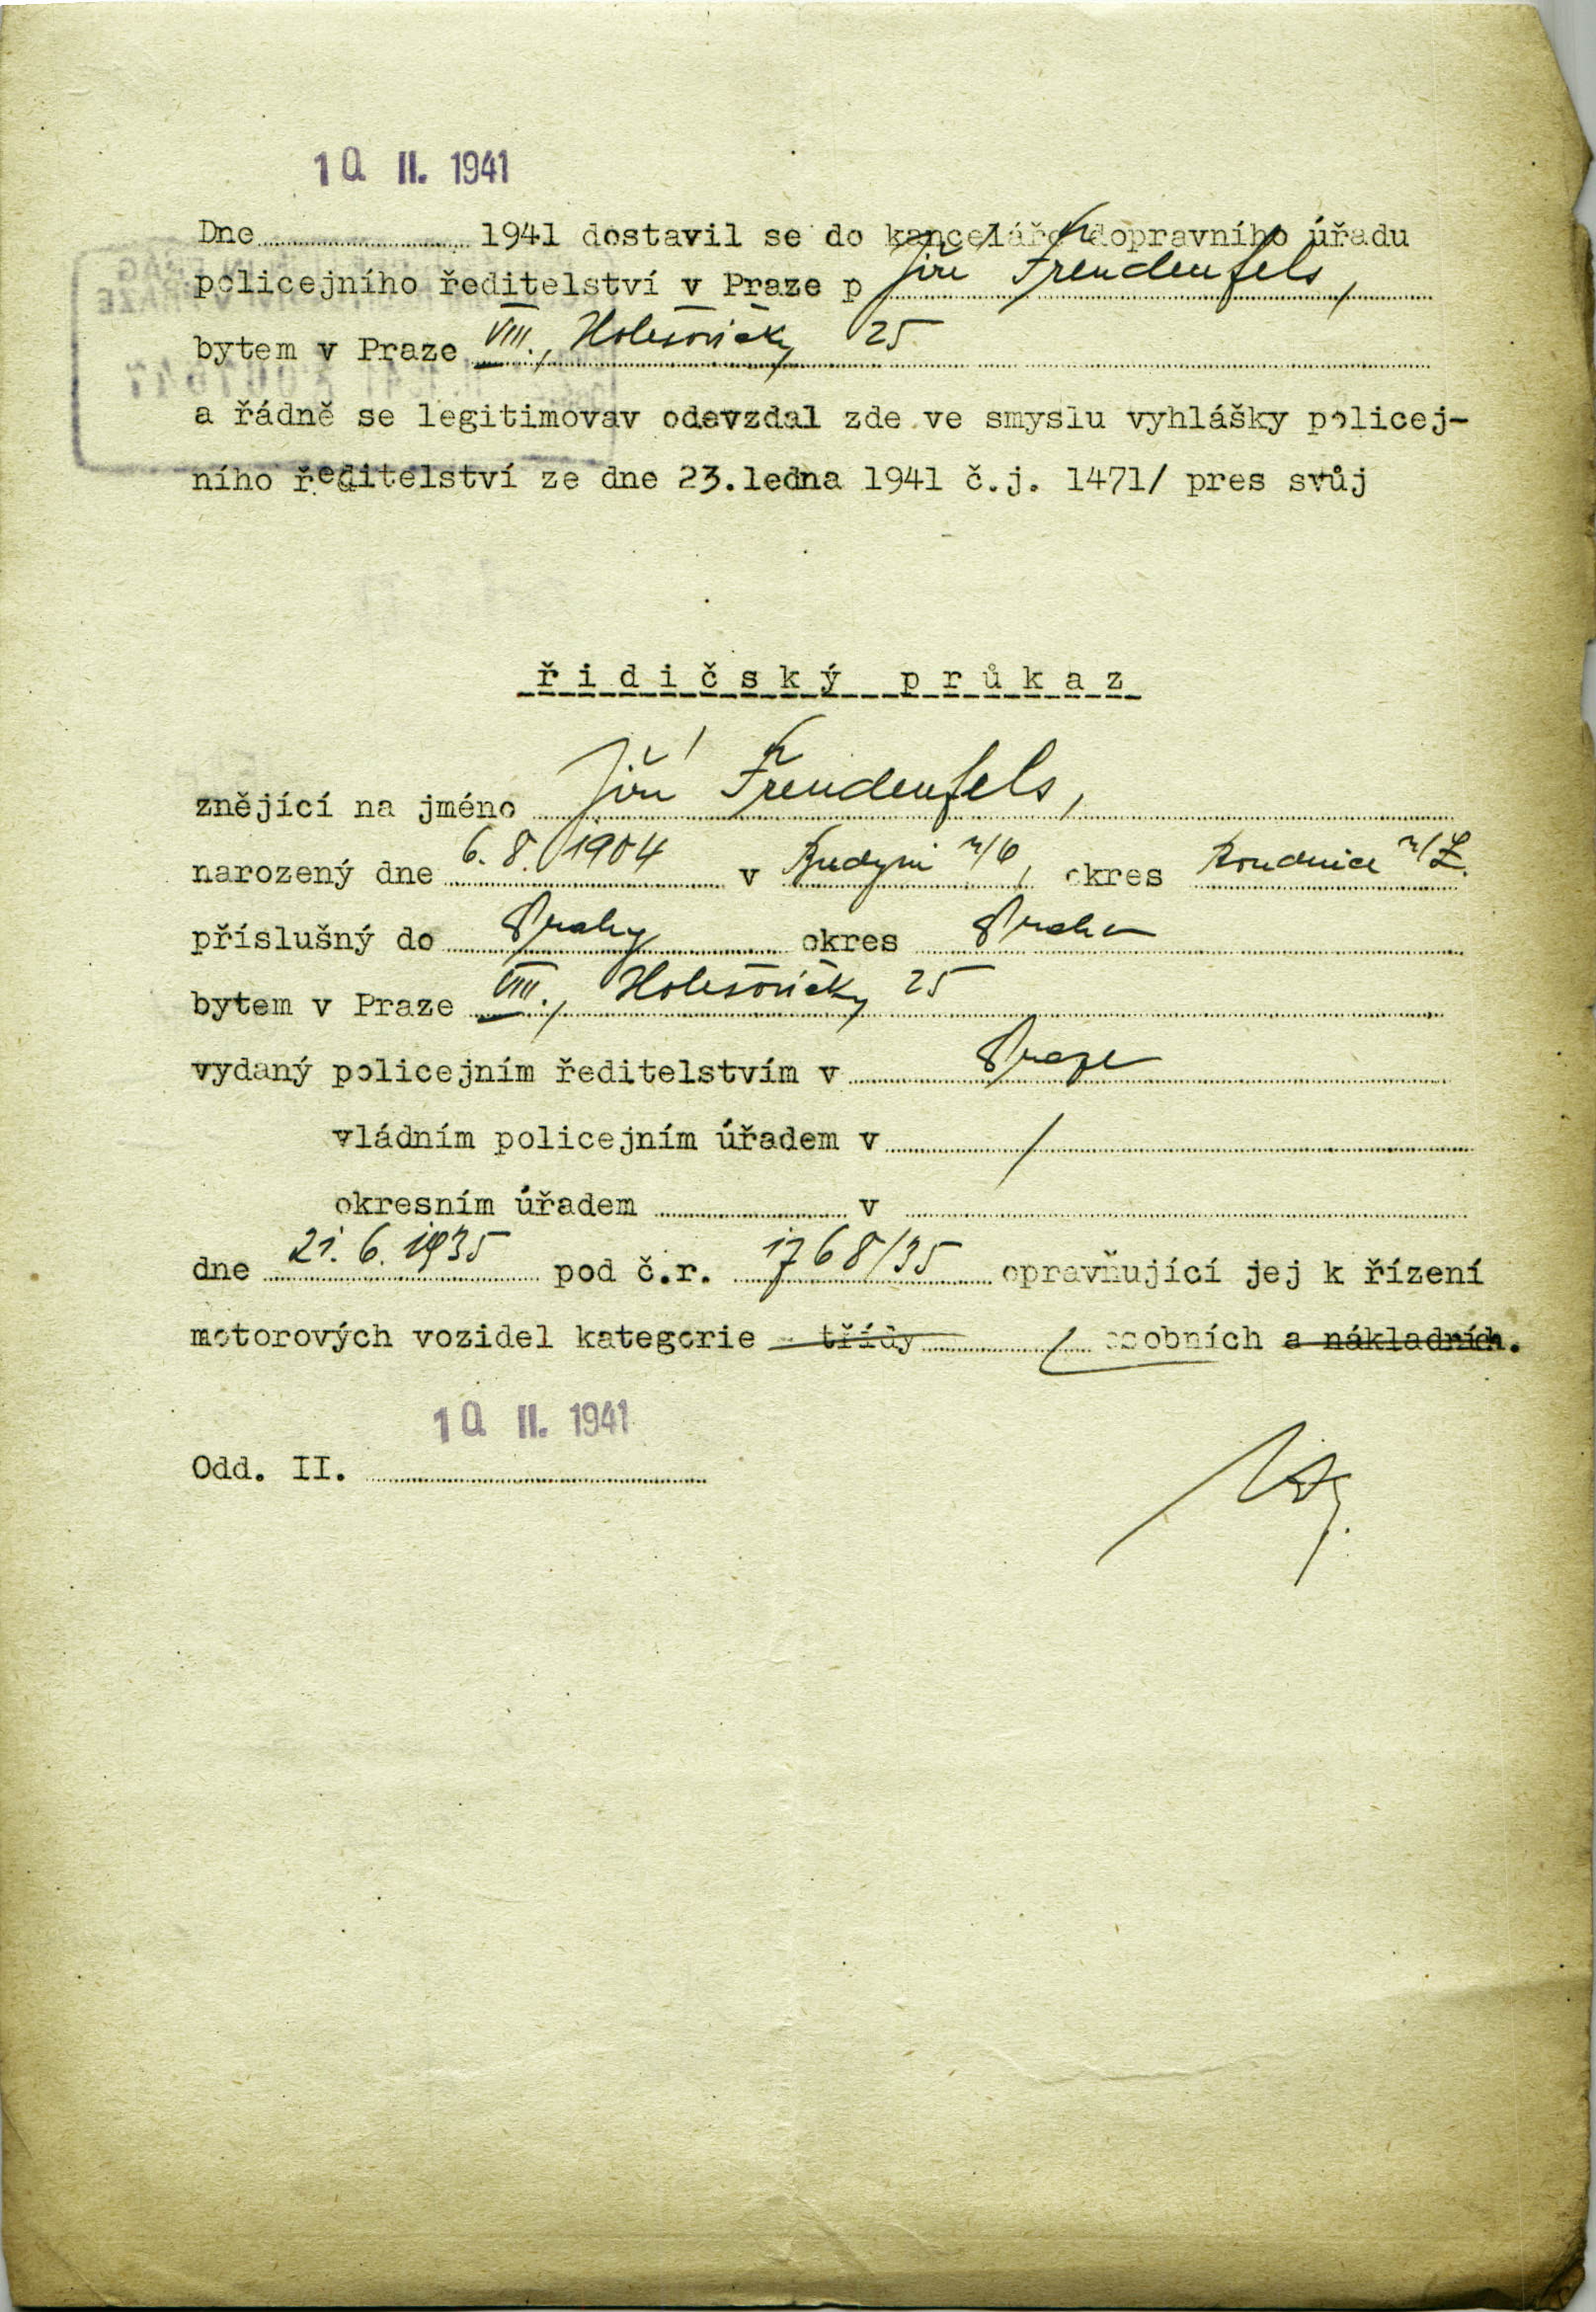 10. II. 1941
Dne 1941 dostavil se do kanceláře dopravního úřadu
policejního ředitelství v Praze p Jiří Freudenfels,
bytem v Praze VIII., Holešovičky 25
a řádně se legitimovav odevzdal zde ve smyslu vyhlášky policej-
ního ředitelství ze dne 23.ledna 1941 č.j. 1471/ pres svůj
řidičský průkaz
znějící na jméno Jiří Freudenfels,
narozený dne 6. 8. 1904 v Budyni n/O, okres Roudnice n/L.
příslušný do Prahy okres Praha
bytem v Praze VIII., Holešovičky 25
vydaný policejním ředitelstvím v Praze
vládním policejním úřadem v /
okresním úřadem v
dne 21. 6. 1935 pod č.r. 1768/35 opravňující jej k řízení
motorových vozidel kategorie - třídy / osobních a nákladních.
10. II. 1941
Odd. II.